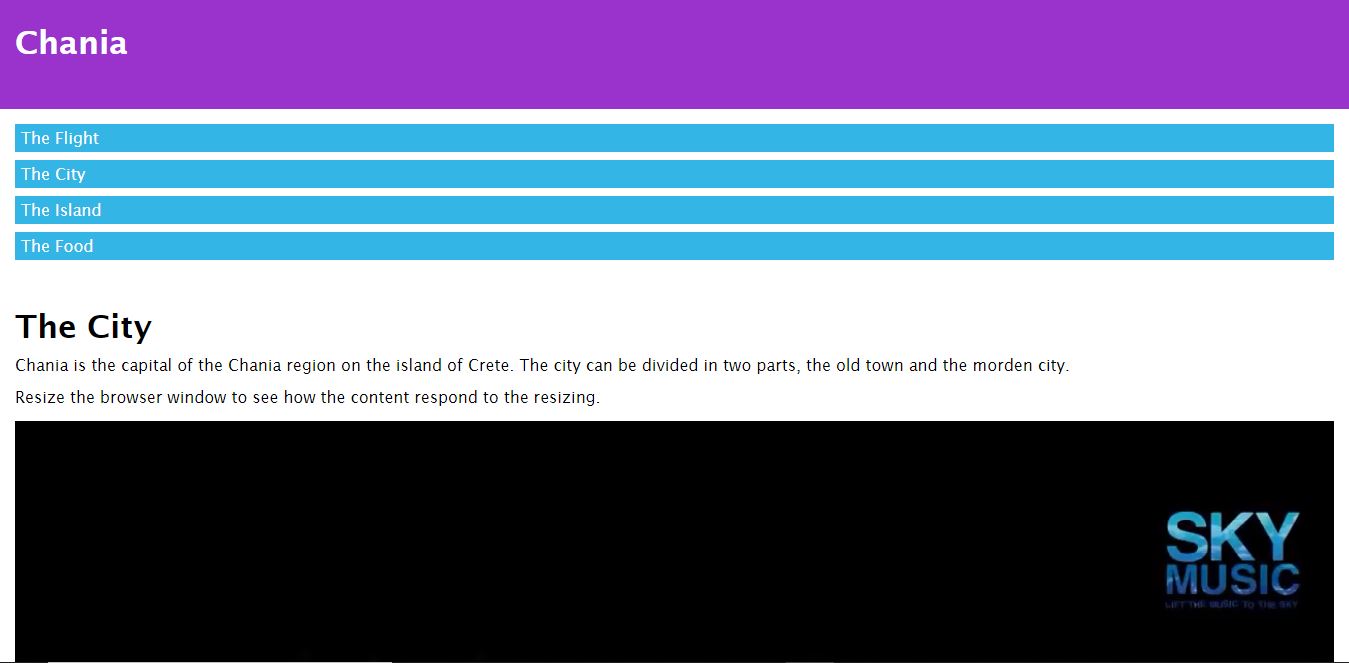 Chania
The Flight
The City
The Island
The Food
The City
Chania is the capital of the Chania region on the island of Crete. The city can be divided in two parts, the old town and the morden city.
Resize the browser window to see how the content respond to the resizing.
SKY
MUSIC
LIFT THE MUSIC TO THE SKY